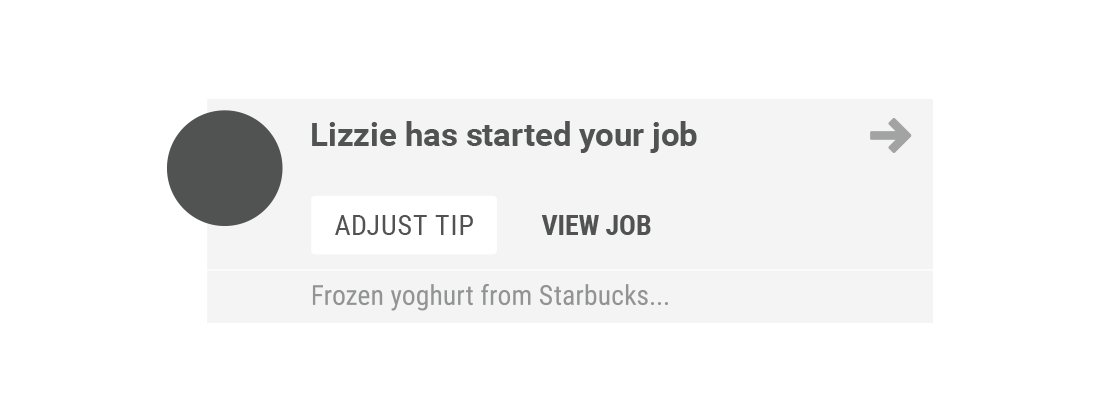 Lizzie has started your job
ADJUST TIP VIEW JOB
Frozen yoghurt from Starbucks...